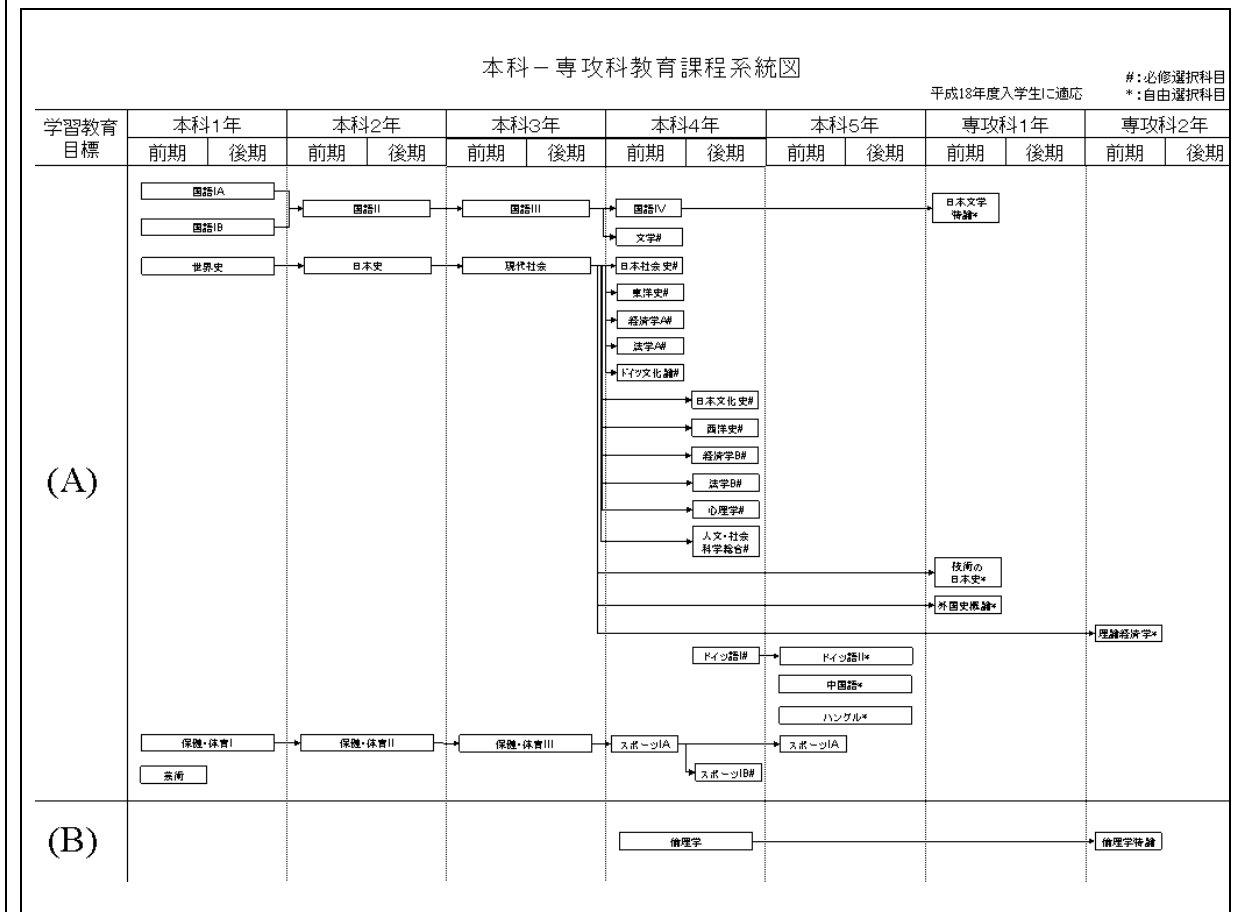 本科－専攻科教育課程系統図
#:必修選択科目
平成18年度入学生に適応
*:自由選択科目
学習教育
目標
本科1年
本科2年
本科3年
本科4年
本科5年
専攻科1年
専攻科2年
前期
後期
前期
後期
前期
後期
前期
後期
前期
後期
前期
後期
前期
後期
(A)
国語IA
国語IB
国語II
国語III
国語IV
日本文学
特論*
文学#
世界史
日本史
現代社会
日本社会史#
東洋史#
経済学A#
法学A#
ドイツ文化論#
日本文化史#
西洋史#
経済学B#
法学B#
心理学#
人文・社会
科学総合#
技術の
日本史*
外国史概論*
理論経済学*
ドイツ語I#
ドイツ語II*
中国語*
ハングル*
保健・体育I
保健・体育II
保健・体育III
スポーツIA
スポーツIA
スポーツIB#
芸術
(B)
倫理学
倫理学特論